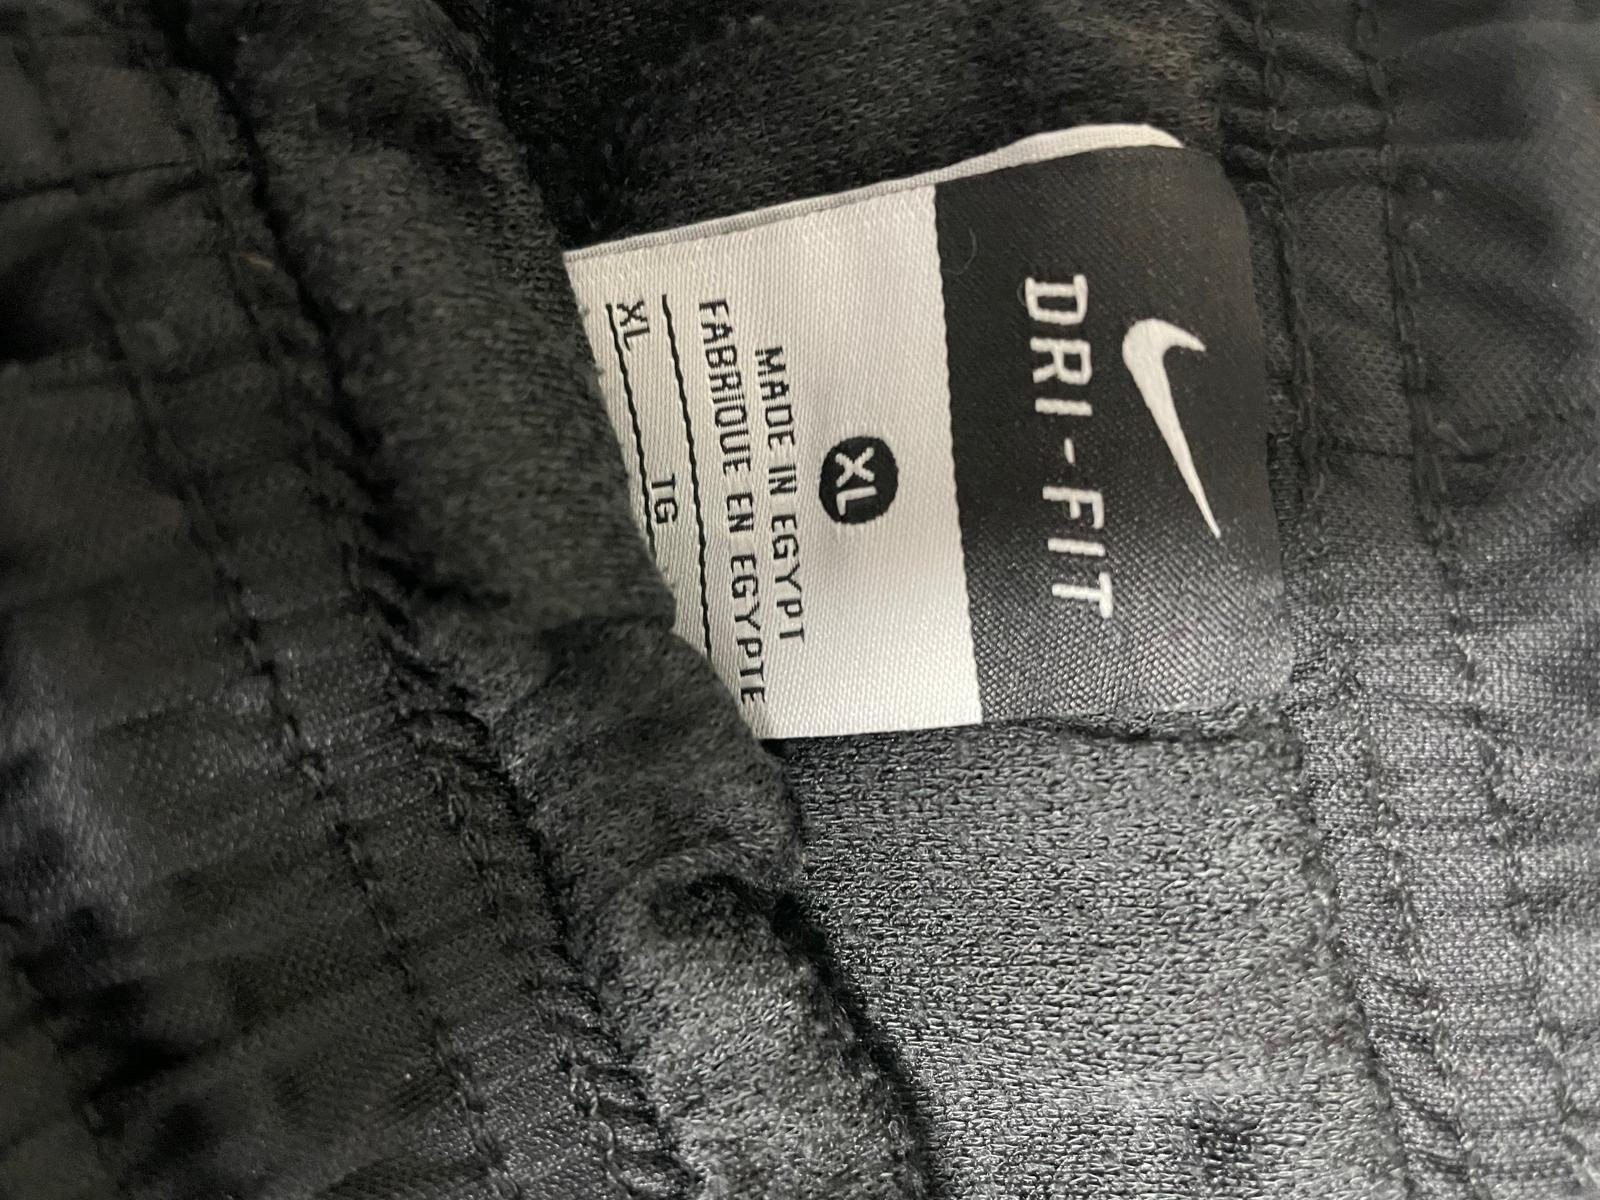 DRI-FIT
XL
MADE IN EGYPT
FABRIQUE EN EGYPTE
XL TG